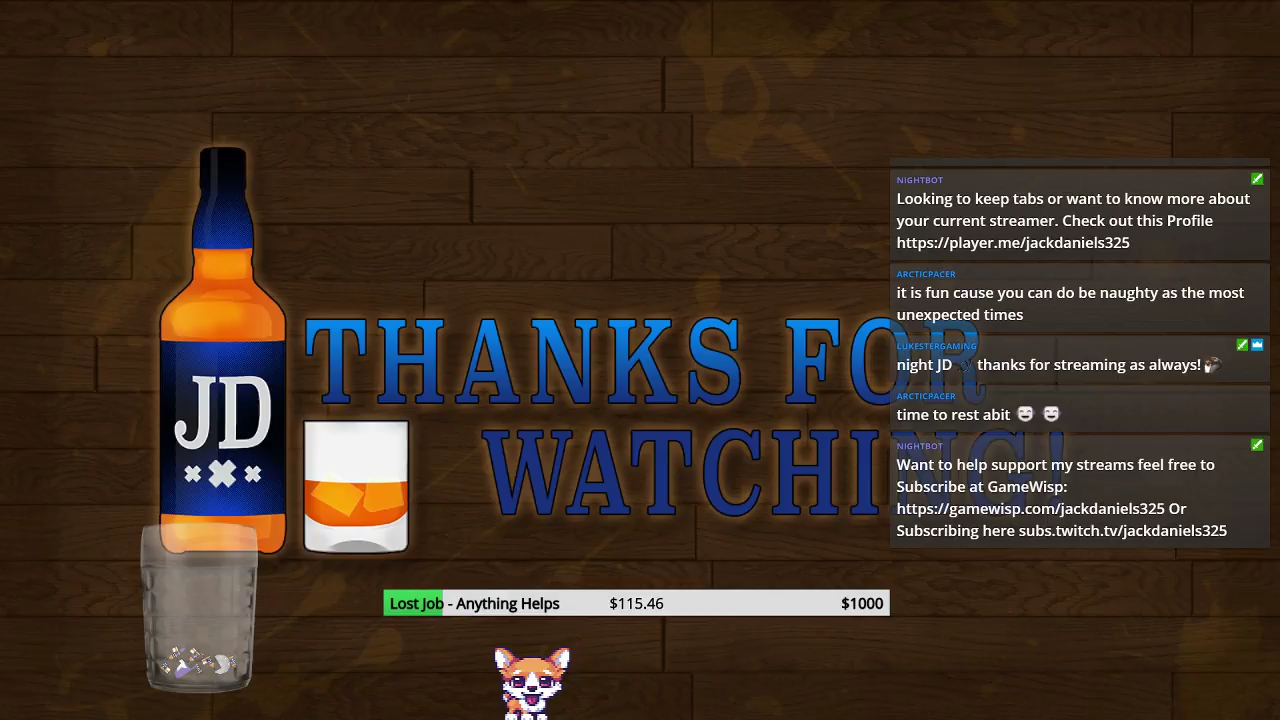 JD
THANKS FOR
WATCHING!
NIGHTBOT
Looking to keep tabs or want to know more about
your current streamer. Check out this Profile
https://player.me/jackdaniels325
ARCTICPACER
it is fun cause you can do be naughty as the most
unexpected times
LUKESTERGAMING
night JD thanks for streaming as always!
ARCTICPACER
time to rest abit
NIGHTBOT
Want to help support my streams feel free to
Subscribe at GameWisp:
https://gamewisp.com/jackdaniels325 Or
Subscribing here subs.twitch.tv/jackdaniels325
Lost Job - Anything Helps $115.46 $1000